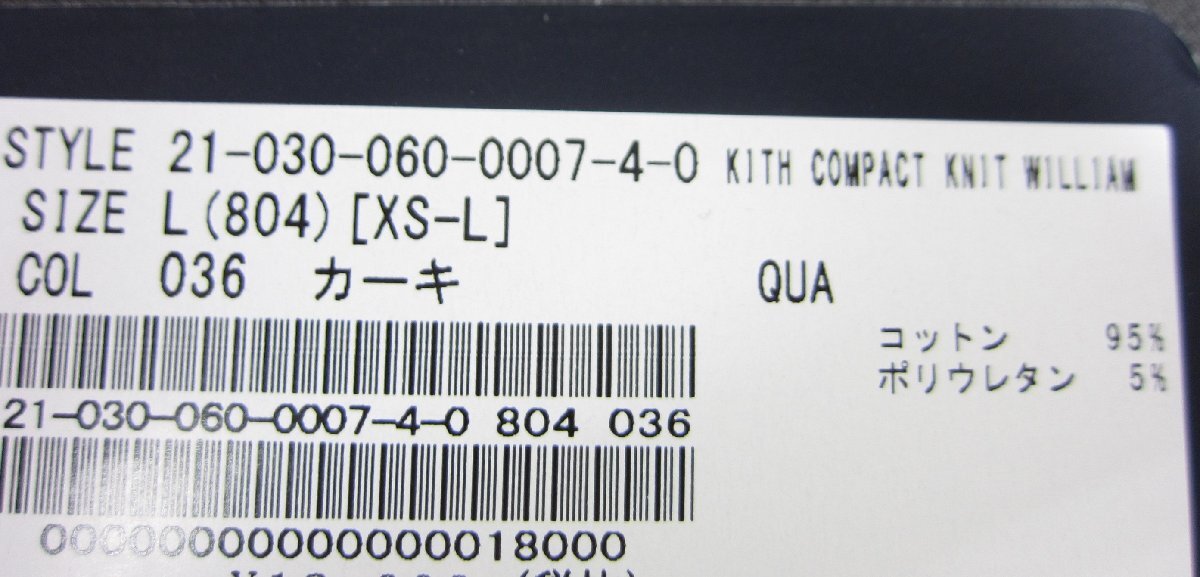 STYLE 21-030-060-0007-4-0 KITH COMPACT KNIT WILLIAM
SIZE L(804)[XS-L]
COL 036 カーキ QUA
コットン 95%
ポリウレタン 5%
21-030-060-0007-4-0 804 036
00000000000000018000